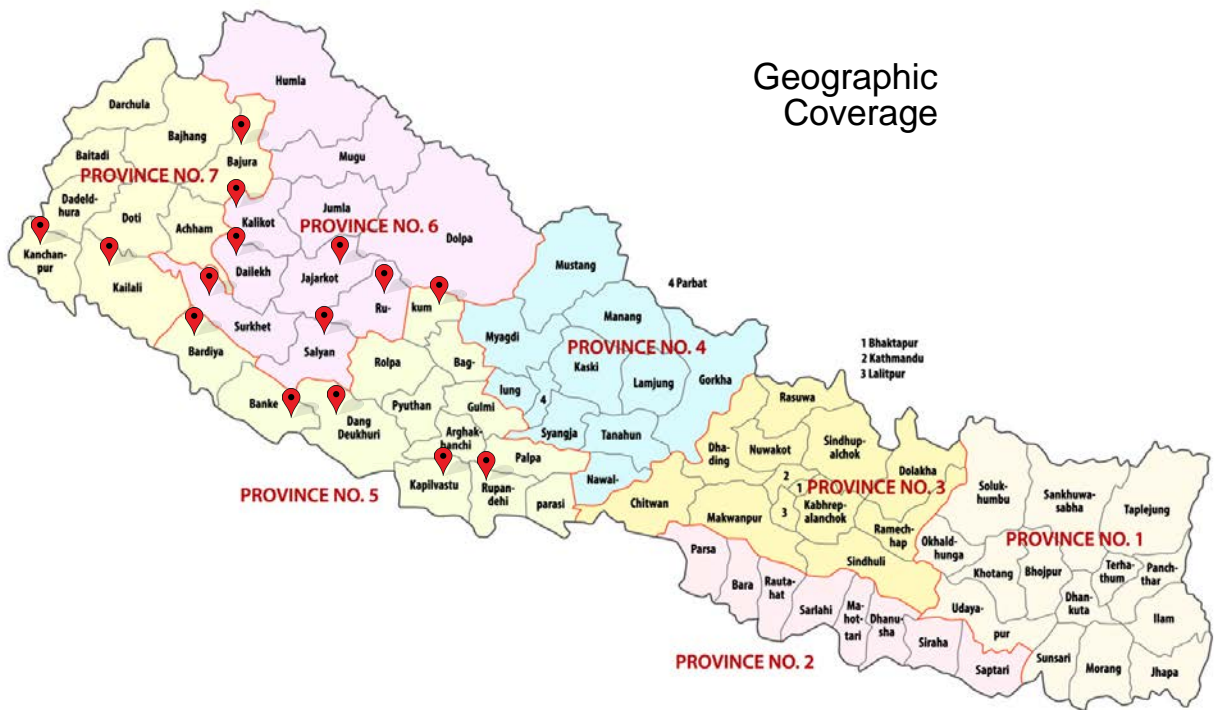 Geographic
Coverage
Humla
Darchula
Bajhang
Bajura
Baitadi
Mugu
PROVINCE NO. 7
Dadeld-
hura
Doti
Achham
Kalikot
Jumla
PROVINCE NO. 6
Dolpa
Kanchan-
pur
Kailali
Dailekh
Jajarkot
Mustang
4 Parbat
Surkhet
Ru-
kum
Manang
Bardiya
Salyan
Rolpa
Myagdi
PROVINCE NO. 4
1 Bhaktapur
2 Kathmandu
3 Lalitpur
Bag-
lung
Kaski
Lamjung
Gorkha
4
Banke
Dang
Deukhuri
Pyuthan
Gulmi
Rasuwa
Arghak-
hanchi
Syangja
Tanahun
Dha-
ding
Nuwakot
Sindhup-
alchok
Palpa
Dolakha
Kapilvastu
Rupan-
dehi
Nawal-
parasi
PROVINCE NO. 5
Chitwan
2
1
3
PROVINCE NO. 3
Kabhrep-
alanchok
Makwanpur
Ramech-
hap
Sindhuli
Soluk-
humbu
Sankhuwa-
sabha
Taplejung
Okhald-
hunga
PROVINCE NO. 1
Khotang
Bhojpur
Terha-
thum
Panch-
thar
Dhan-
kuta
Ilam
Parsa
Bara
Rauta-
hat
Sarlahi
Ma-
hot-
tari
Dhanu-
sha
Siraha
Saptari
Udaya-
pur
Sunsari
Morang
Jhapa
PROVINCE NO. 2